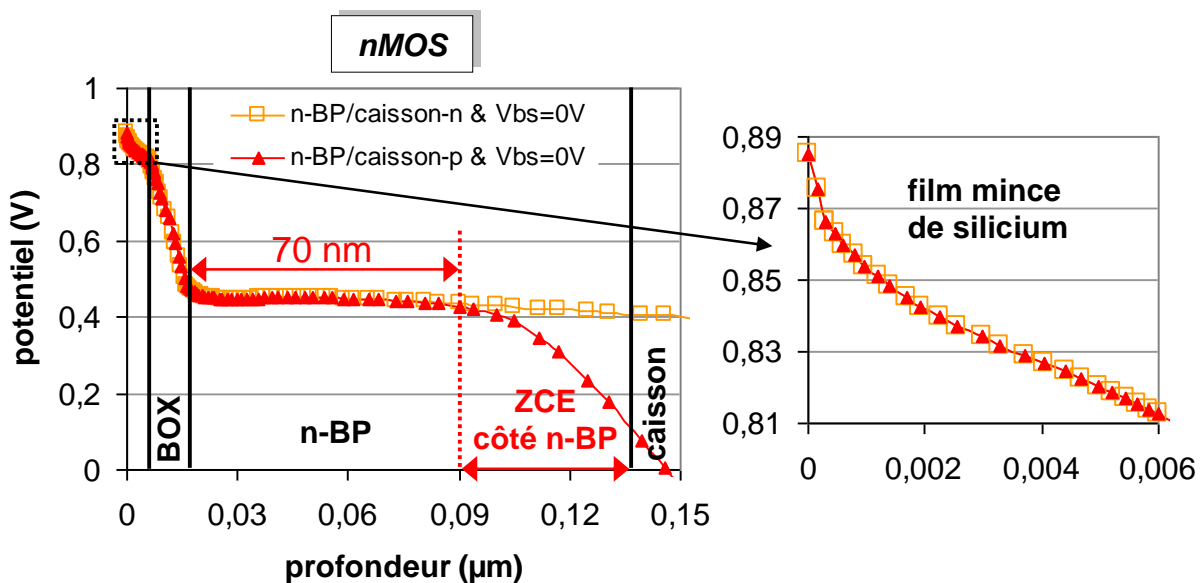 nMOS
1
0,8
0,6
0,4
0,2
0
potentiel (V)
n-BP/caisson-n & Vbs=0V
n-BP/caisson-p & Vbs=0V
70 nm
BOX
n-BP
ZCE
côté n-BP
caisson
0 0,03 0,06 0,09 0,12 0,15
profondeur (µm)
0,89
0,87
0,85
0,83
0,81
film mince
de silicium
0 0,002 0,004 0,006